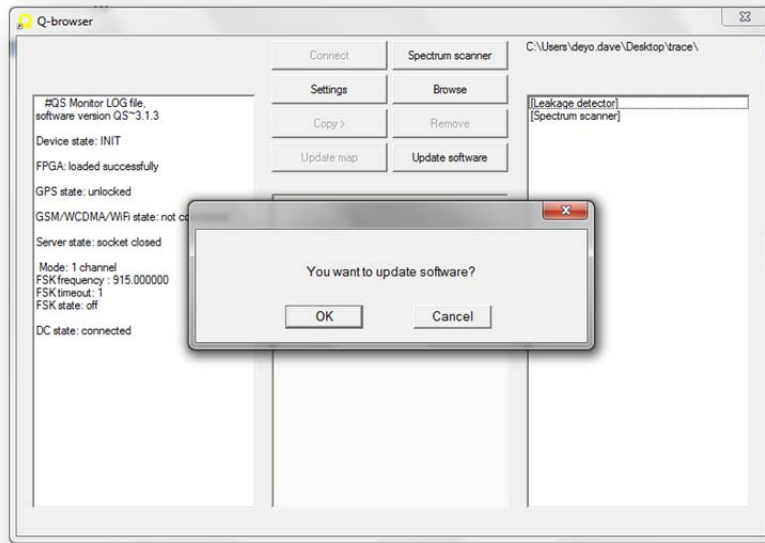 Q-browser
Connect
Spectrum scanner
Settings
Browse
Copy >
Remove
Update map
Update software
C:\Users\deyo.dave\Desktop\trace\
#QS Monitor LOG file,
software version QS~3.1.3
Device state: INIT
FPGA: loaded successfully
GPS state: unlocked
GSM/WCDMA/WiFi state: not
Server state: socket closed
Mode: 1 channel
FSK frequency : 915.000000
FSK timeout: 1
FSK state: off
DC state: connected
[Leakage detector]
[Spectrum scanner]
You want to update software?
OK
Cancel